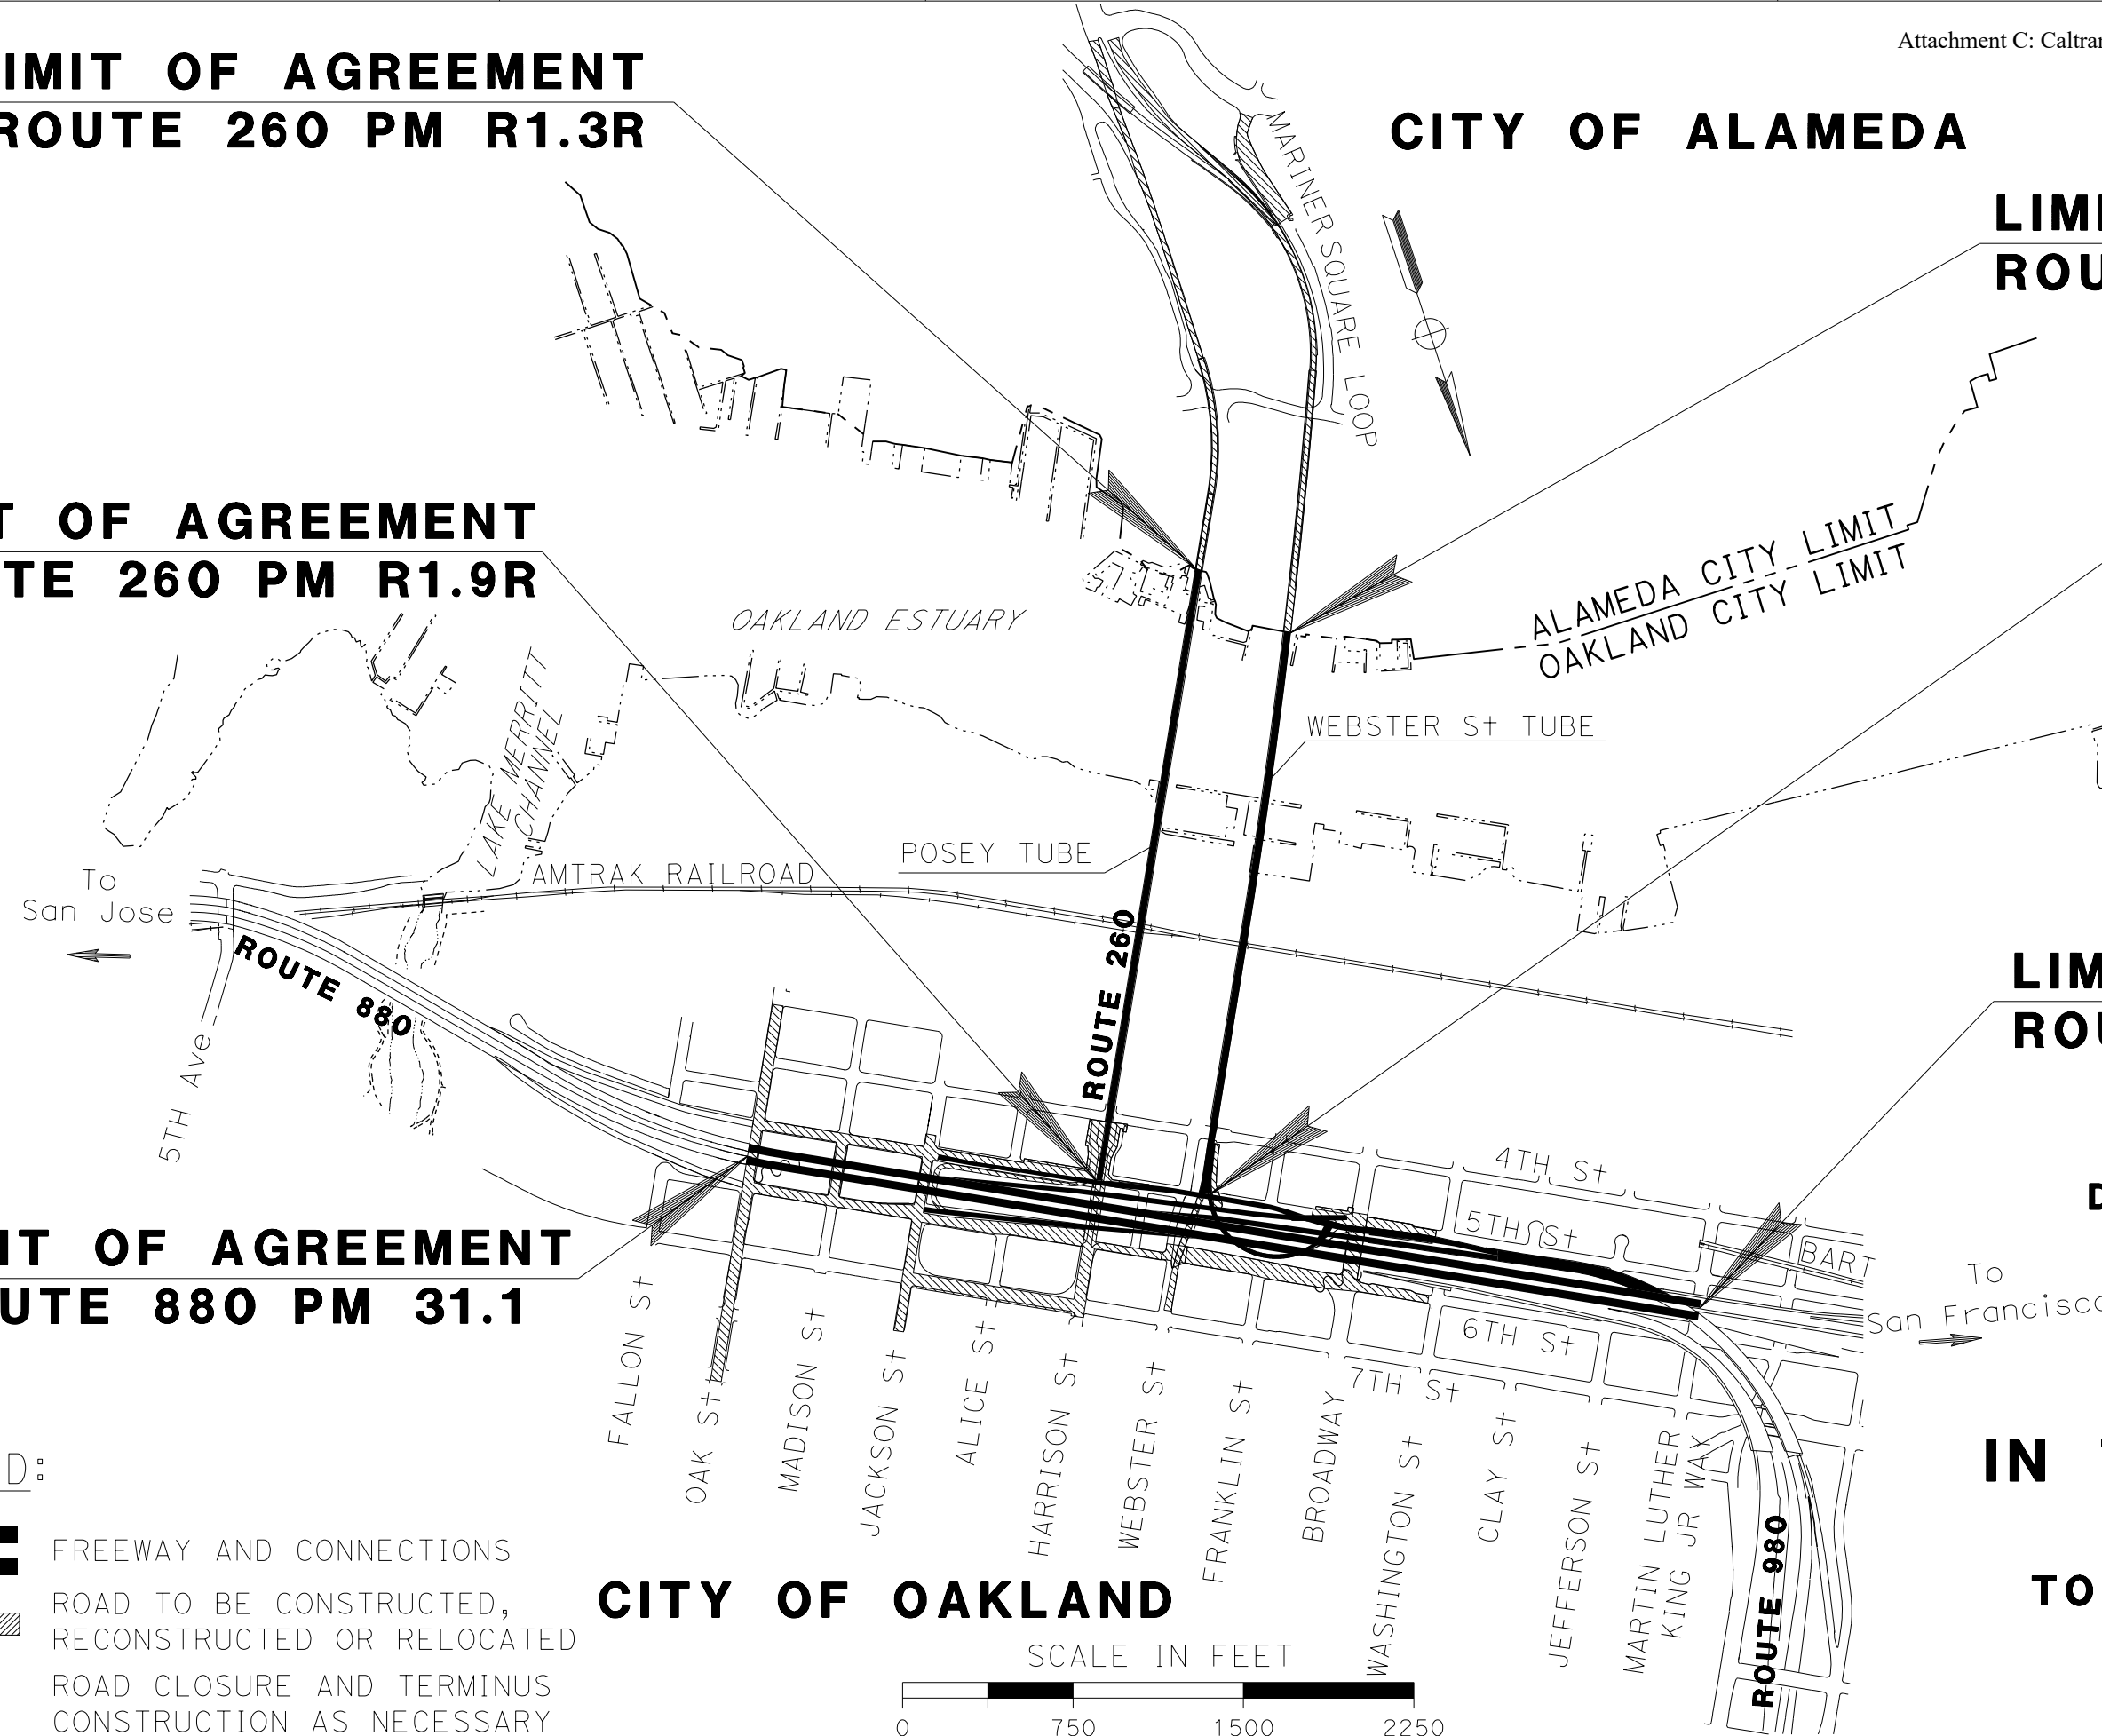 Attachment C: Caltran
IMIT OF AGREEMENT
ROUTE 260 PM R1.3R
CITY OF ALAMEDA
MARINER SQUARE LOOP
LIMI
ROU
T OF AGREEMENT
TE 260 PM R1.9R
OAKLAND ESTUARY
ALAMEDA CITY LIMIT
OAKLAND CITY LIMIT
LAKE MERRITT
CHANNEL
WEBSTER St TUBE
POSEY TUBE
AMTRAK RAILROAD
To
San Jose
ROUTE 880
ROUTE 260
5TH Ave
LIM
ROU
4TH St
5TH St
BART
To
San Francisco
6TH St
7TH St
D
IT OF AGREEMENT
UTE 880 PM 31.1
FALLON St
OAK St
MADISON St
JACKSON St
ALICE St
HARRISON St
WEBSTER St
FRANKLIN St
BROADWAY
WASHINGTON St
CLAY St
JEFFERSON St
MARTIN LUTHER
KING JR WAY
ROUTE 980
IN
TO
D:
FREEWAY AND CONNECTIONS
ROAD TO BE CONSTRUCTED,
RECONSTRUCTED OR RELOCATED
ROAD CLOSURE AND TERMINUS
CONSTRUCTION AS NECESSARY
CITY OF OAKLAND
SCALE IN FEET
0 750 1500 2250